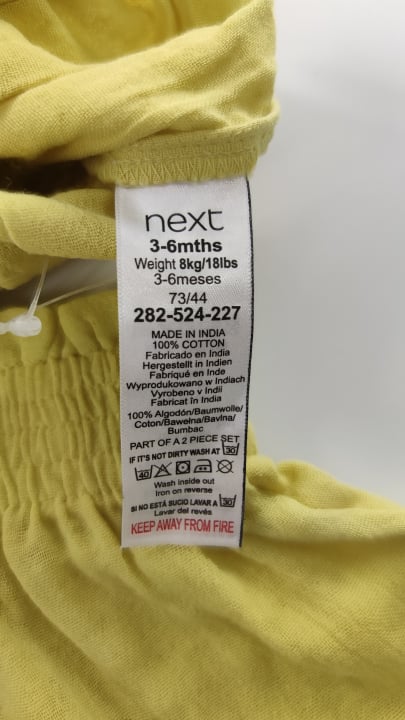 next
3-6mths
Weight 8kg/18lbs
3-6meses
73/44
282-524-227
MADE IN INDIA
100% COTTON
Fabricado en India
Hergestellt in Indien
Fabriqué en Inde
Wyprodukowano w Indiach
Vyrobeno v Indii
Fabricat în India
100% Algodón/Baumwolle/
Coton/Bawełna/Bavlna/
Bumbac
PART OF A 2 PIECE SET
IF IT'S NOT DIRTY WASH AT 30
40
Wash inside out
Iron on reverse
SI NO ESTÁ SUCIO LAVAR A 30
Lavar del revés
KEEP AWAY FROM FIRE